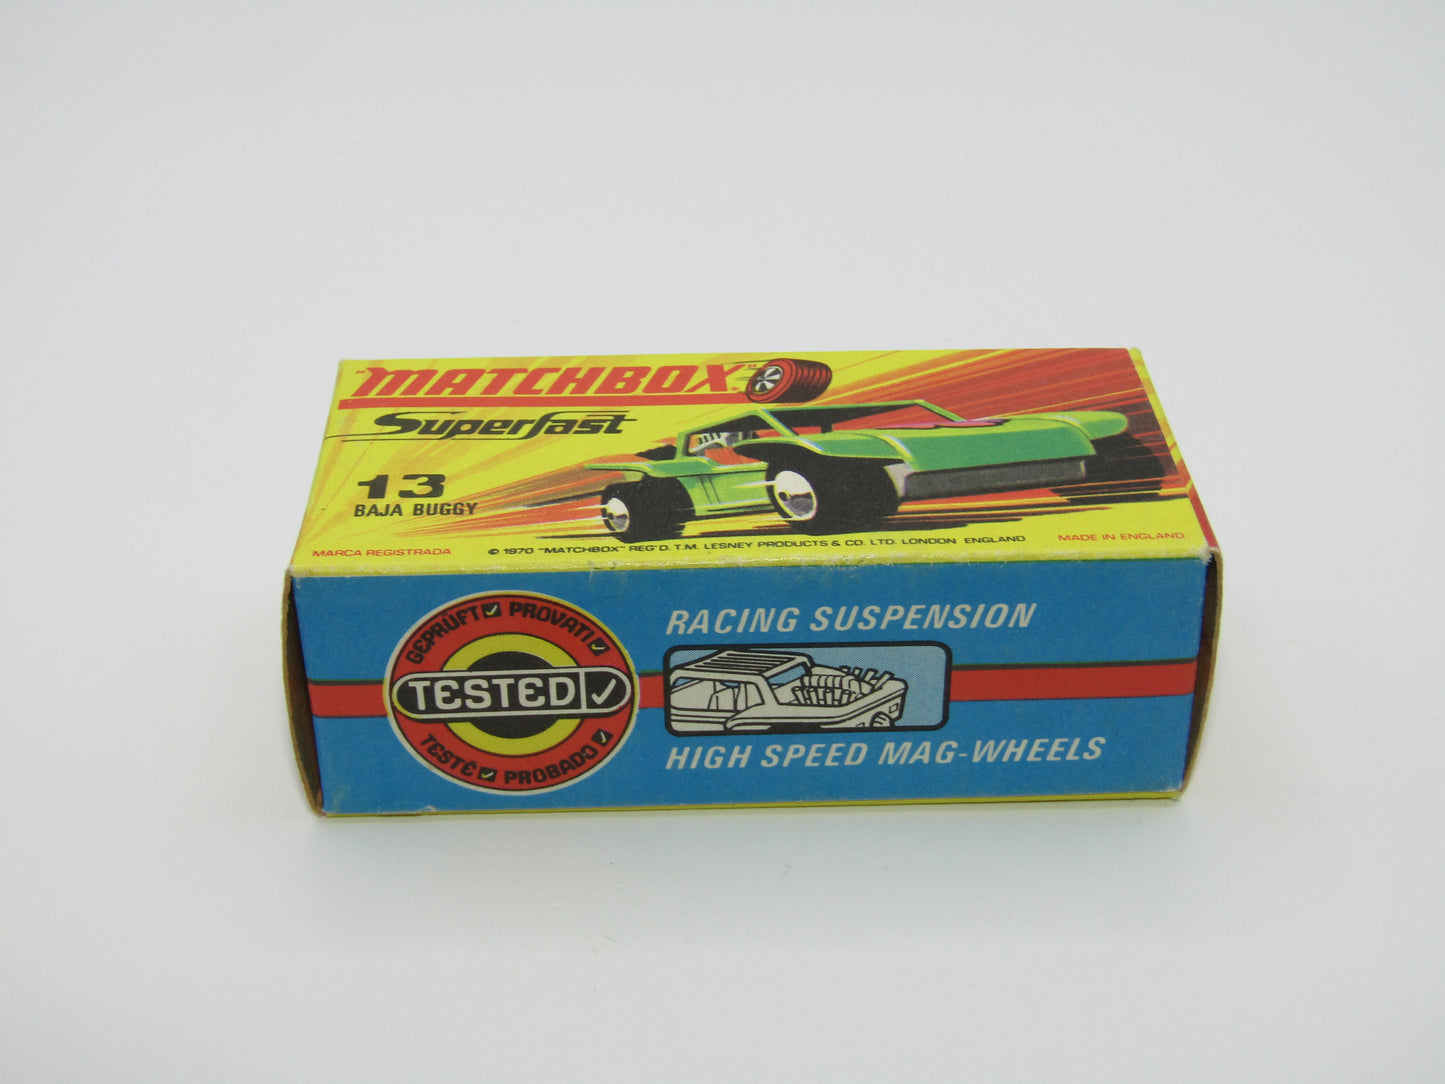 "MATCHBOX"
Superfast
13
BAJA BUGGY
MARCA REGISTRADA
© 1970 "MATCHBOX" REG'D. T.M. LESNEY PRODUCTS & CO. LTD. LONDON ENGLAND
MADE IN ENGLAND
GEPRÜFT PROVATI
TESTED
TESTÉ PROBADO
RACING SUSPENSION
HIGH SPEED MAG-WHEELS